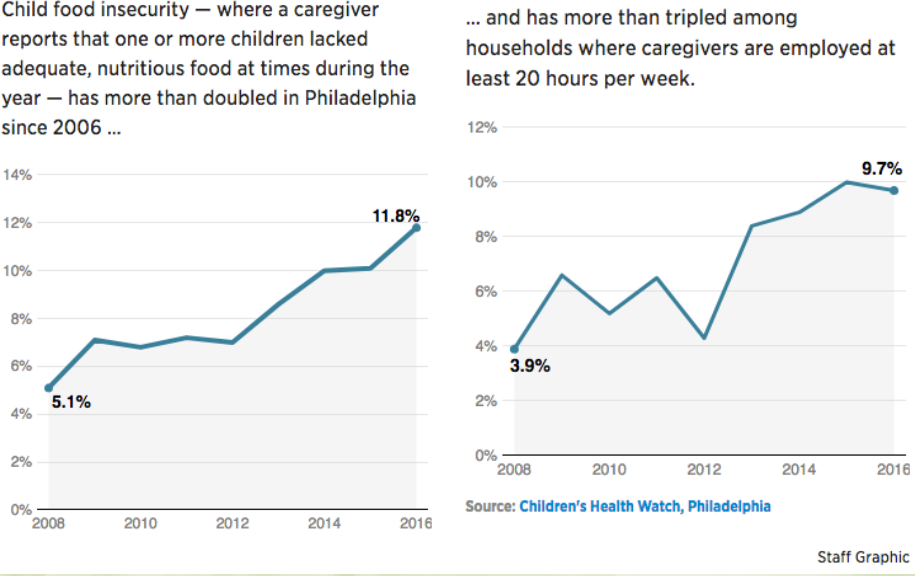 Child food insecurity — where a caregiver
reports that one or more children lacked
adequate, nutritious food at times during the
year — has more than doubled in Philadelphia
since 2006 ...
14%
12%
10%
8%
6%
4%
2%
0%
11.8%
5.1%
2008
2010
2012
2014
2016
... and has more than tripled among
households where caregivers are employed at
least 20 hours per week.
12%
10%
8%
6%
4%
2%
0%
9.7%
3.9%
2008
2010
2012
2014
2016
Source: Children's Health Watch, Philadelphia
Staff Graphic